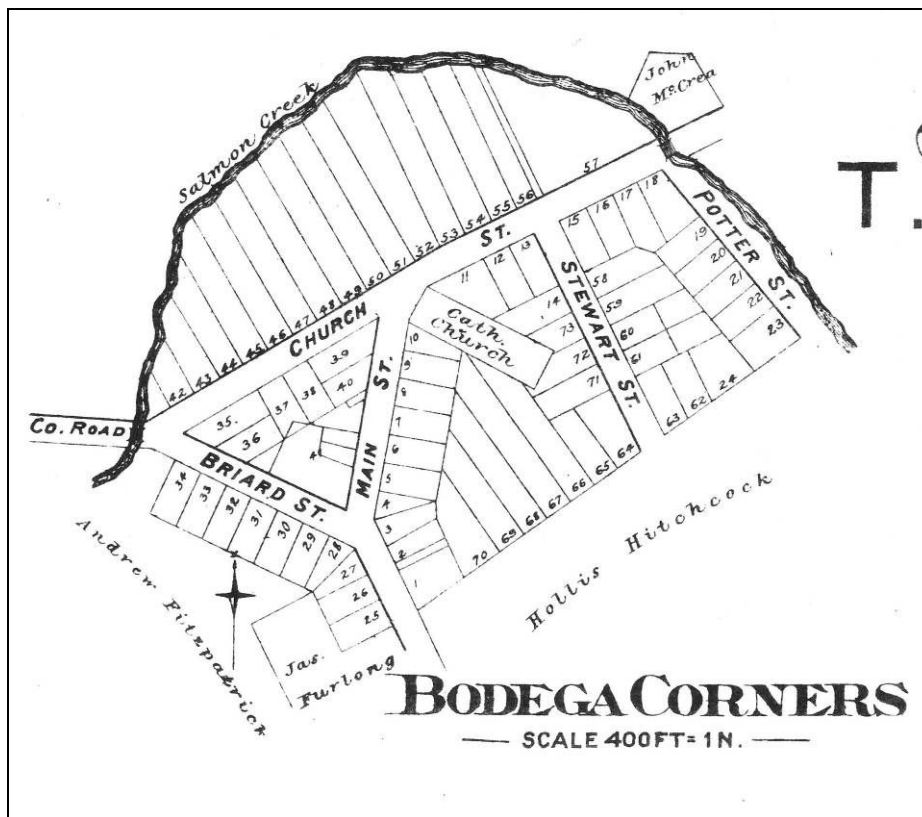 John
McCrea
Salmon Creek
T.
57
CHURCH ST.
42 43 44 45 46 47 48 49 50 51 52 53 54 55 56
15 16 17 18
POTTER ST.
19
20
21
22
23
11 12 13
14
STEWART ST.
58
59
60
61
73
72
71
Cath.
Church
10
9
8
7
6
5
4
3
2
1
MAIN ST.
35.
36
37
38
39
40
4
CO. ROAD
BRIARD ST.
34 33 32 31 30 29 28
27
26
25
63 62 24
70 69 68 67 66 65 64
Hollis Hitchcock
Andrew Fitzpatrick
Jas.
Furlong
BODEGA CORNERS
SCALE 400FT=1N.